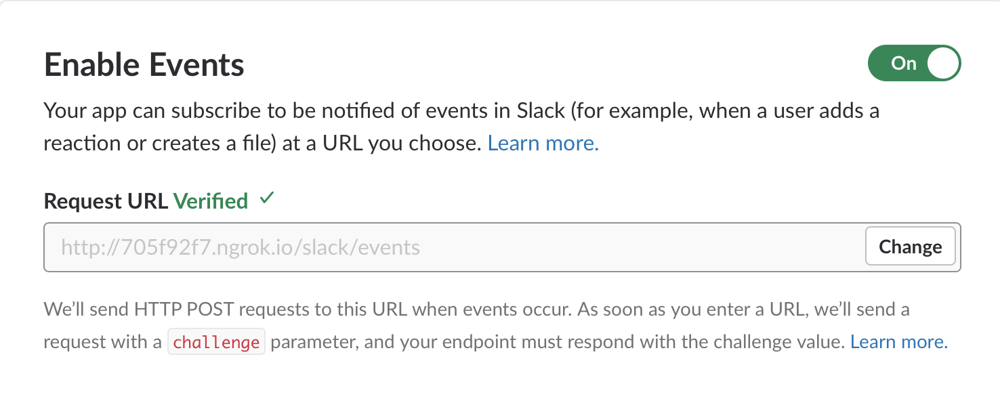 Enable Events
On
Your app can subscribe to be notified of events in Slack (for example, when a user adds a
reaction or creates a file) at a URL you choose. Learn more.
Request URL Verified ✓
http://705f92f7.ngrok.io/slack/events
Change
We’ll send HTTP POST requests to this URL when events occur. As soon as you enter a URL, we’ll send a
request with a challenge parameter, and your endpoint must respond with the challenge value. Learn more.